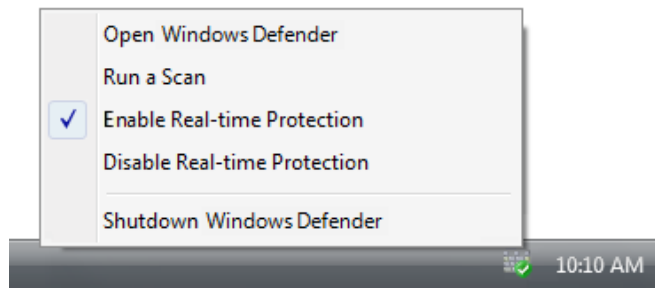 Open Windows Defender
Run a Scan
Enable Real-time Protection
Disable Real-time Protection
Shutdown Windows Defender
10:10 AM